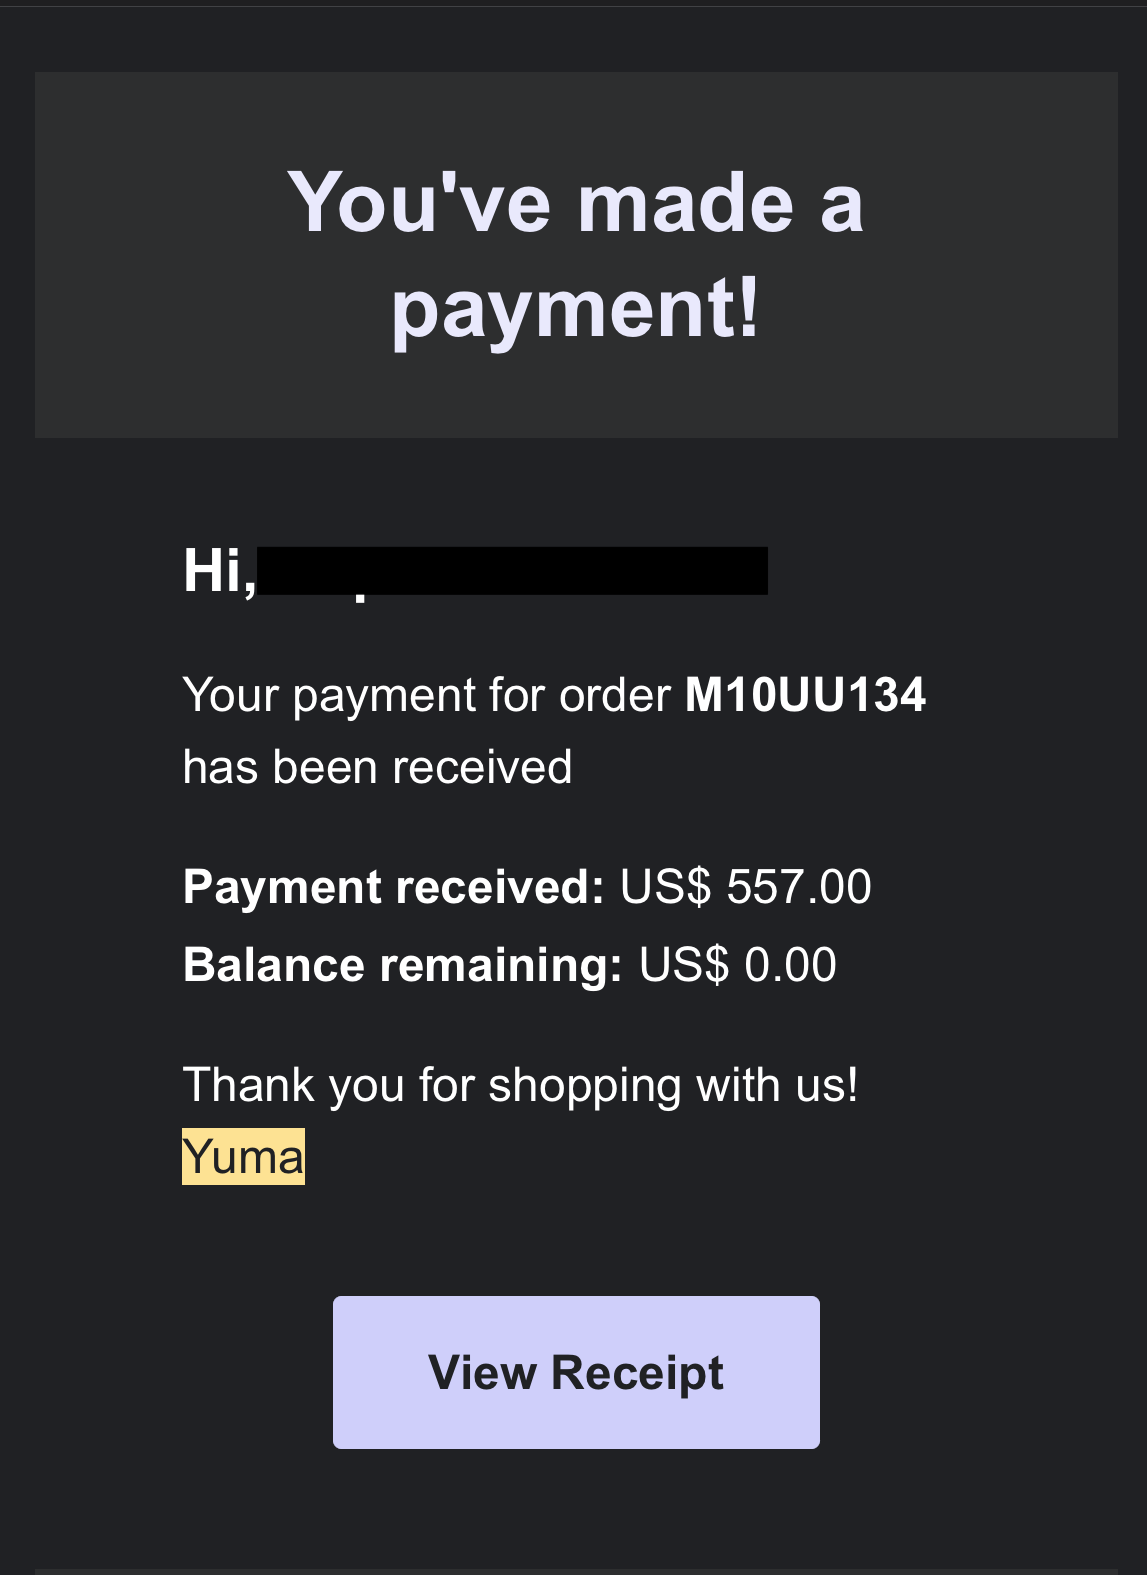 You've made a
payment!
Hi,
Your payment for order M10UU134
has been received
Payment received: US$ 557.00
Balance remaining: US$ 0.00
Thank you for shopping with us!
Yuma
View Receipt